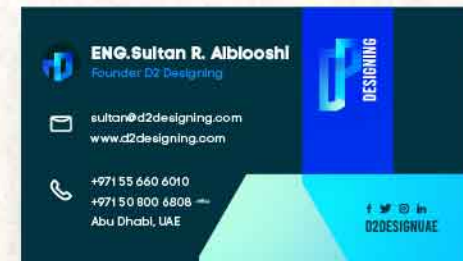 ENG.Sultan R. Alblooshi
Founder D2 Designing
sultan@d2designing.com
www.d2designing.com
+971 55 660 6010
+971 50 800 6808
Abu Dhabi, UAE
DESIGNING
D2DESIGNUAE